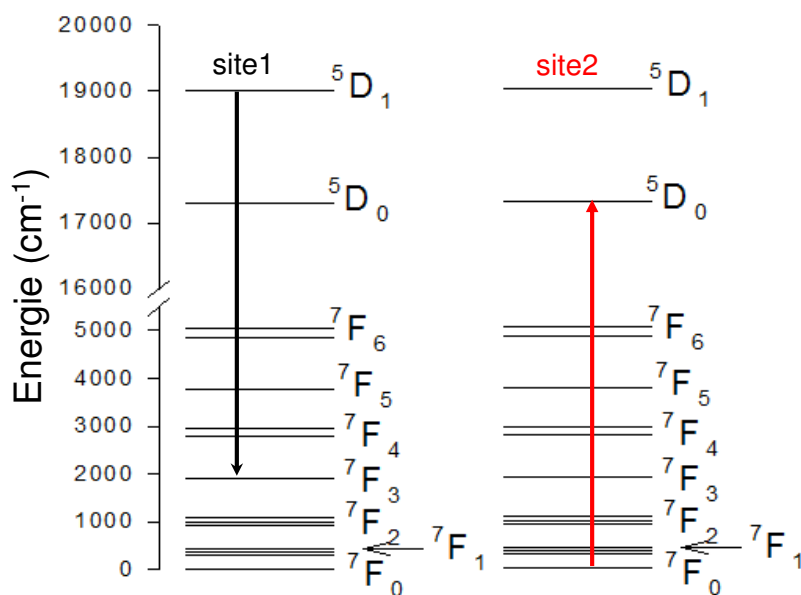 Energie (cm⁻¹)
20000
19000
18000
17000
16000
5000
4000
3000
2000
1000
0
site1
⁵D₁
⁵D₀
⁷F₆
⁷F₅
⁷F₄
⁷F₃
⁷F₂
⁷F₁
⁷F₀
site2
⁵D₁
⁵D₀
⁷F₆
⁷F₅
⁷F₄
⁷F₃
⁷F₂
⁷F₁
⁷F₀